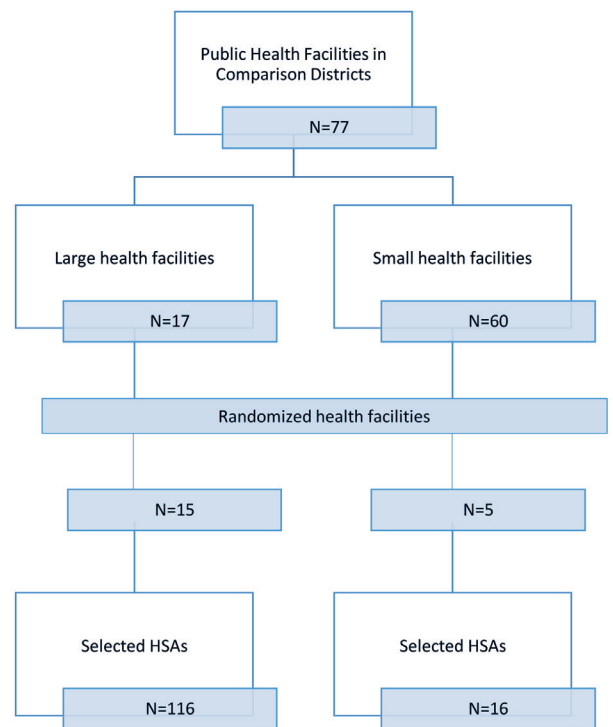 Public Health Facilities in
Comparison Districts
N=77
Large health facilities
Small health facilities
N=17
N=60
Randomized health facilities
N=15
N=5
Selected HSAs
Selected HSAs
N=116
N=16